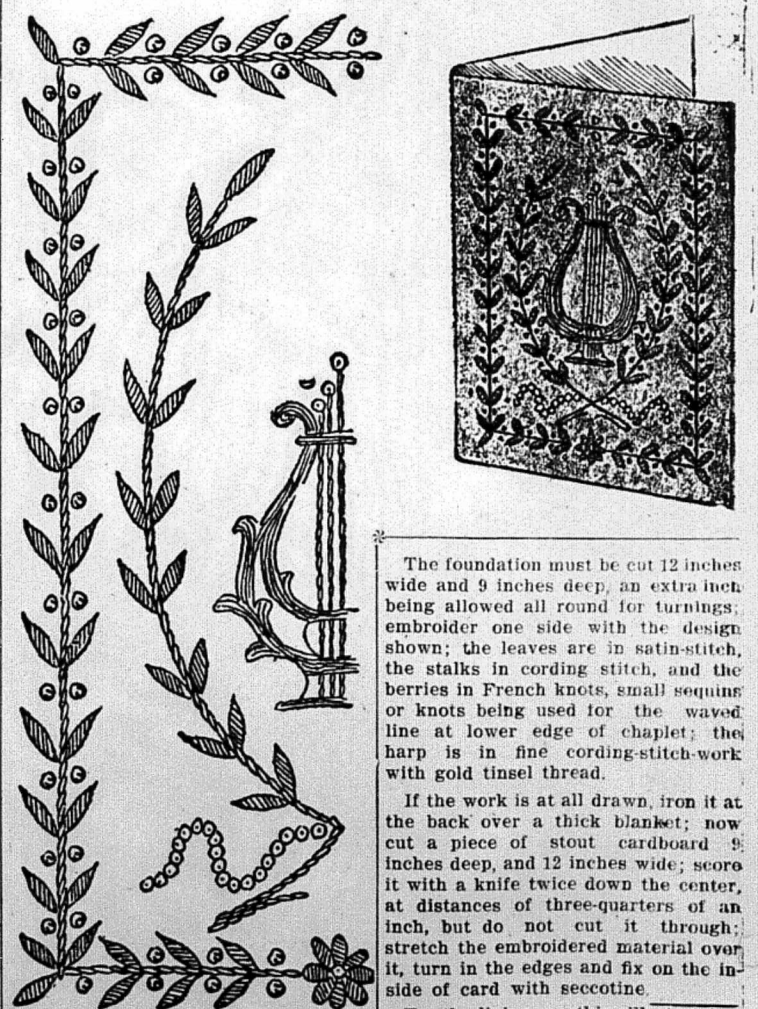 The foundation must be cut 12 inches
wide and 9 inches deep, an extra inch
being allowed all round for turnings;
embroider one side with the design
shown; the leaves are in satin-stitch,
the stalks in cording stitch, and the
berries in French knots, small sequins
or knots being used for the waved
line at lower edge of chaplet; the
harp is in fine cording-stitch-work
with gold tinsel thread.
If the work is at all drawn, iron it at
the back over a thick blanket; now
cut a piece of stout cardboard 9
inches deep, and 12 inches wide; score
it with a knife twice down the center,
at distances of three-quarters of an
inch, but do not cut it through;
stretch the embroidered material over
it, turn in the edges and fix on the in-
side of card with seccotine.